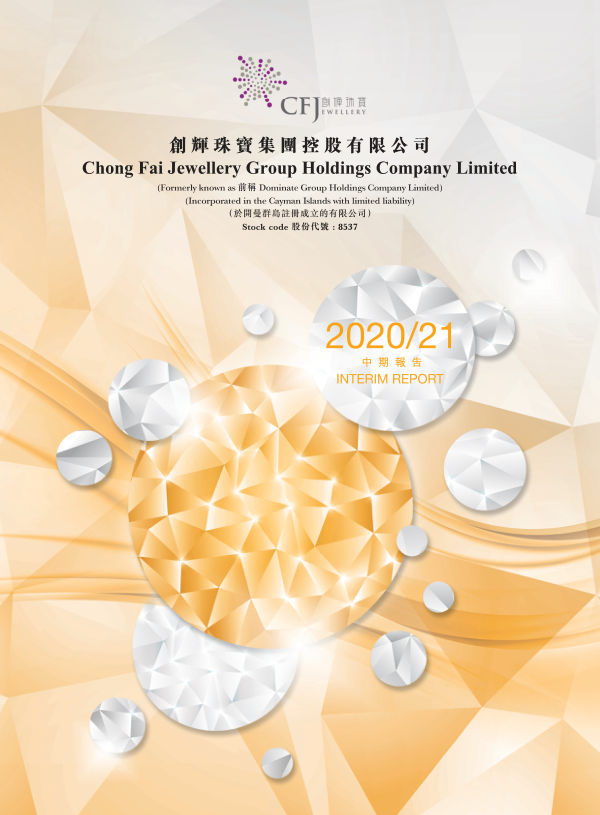 CFJ 創輝珠寶
JEWELLERY
創輝珠寶集團控股有限公司
Chong Fai Jewellery Group Holdings Company Limited
(Formerly known as 前稱 Dominate Group Holdings Company Limited)
(Incorporated in the Cayman Islands with limited liability)
（於開曼群島註冊成立的有限公司）
Stock code 股份代號 : 8537
2020/21
中期報告
INTERIM REPORT